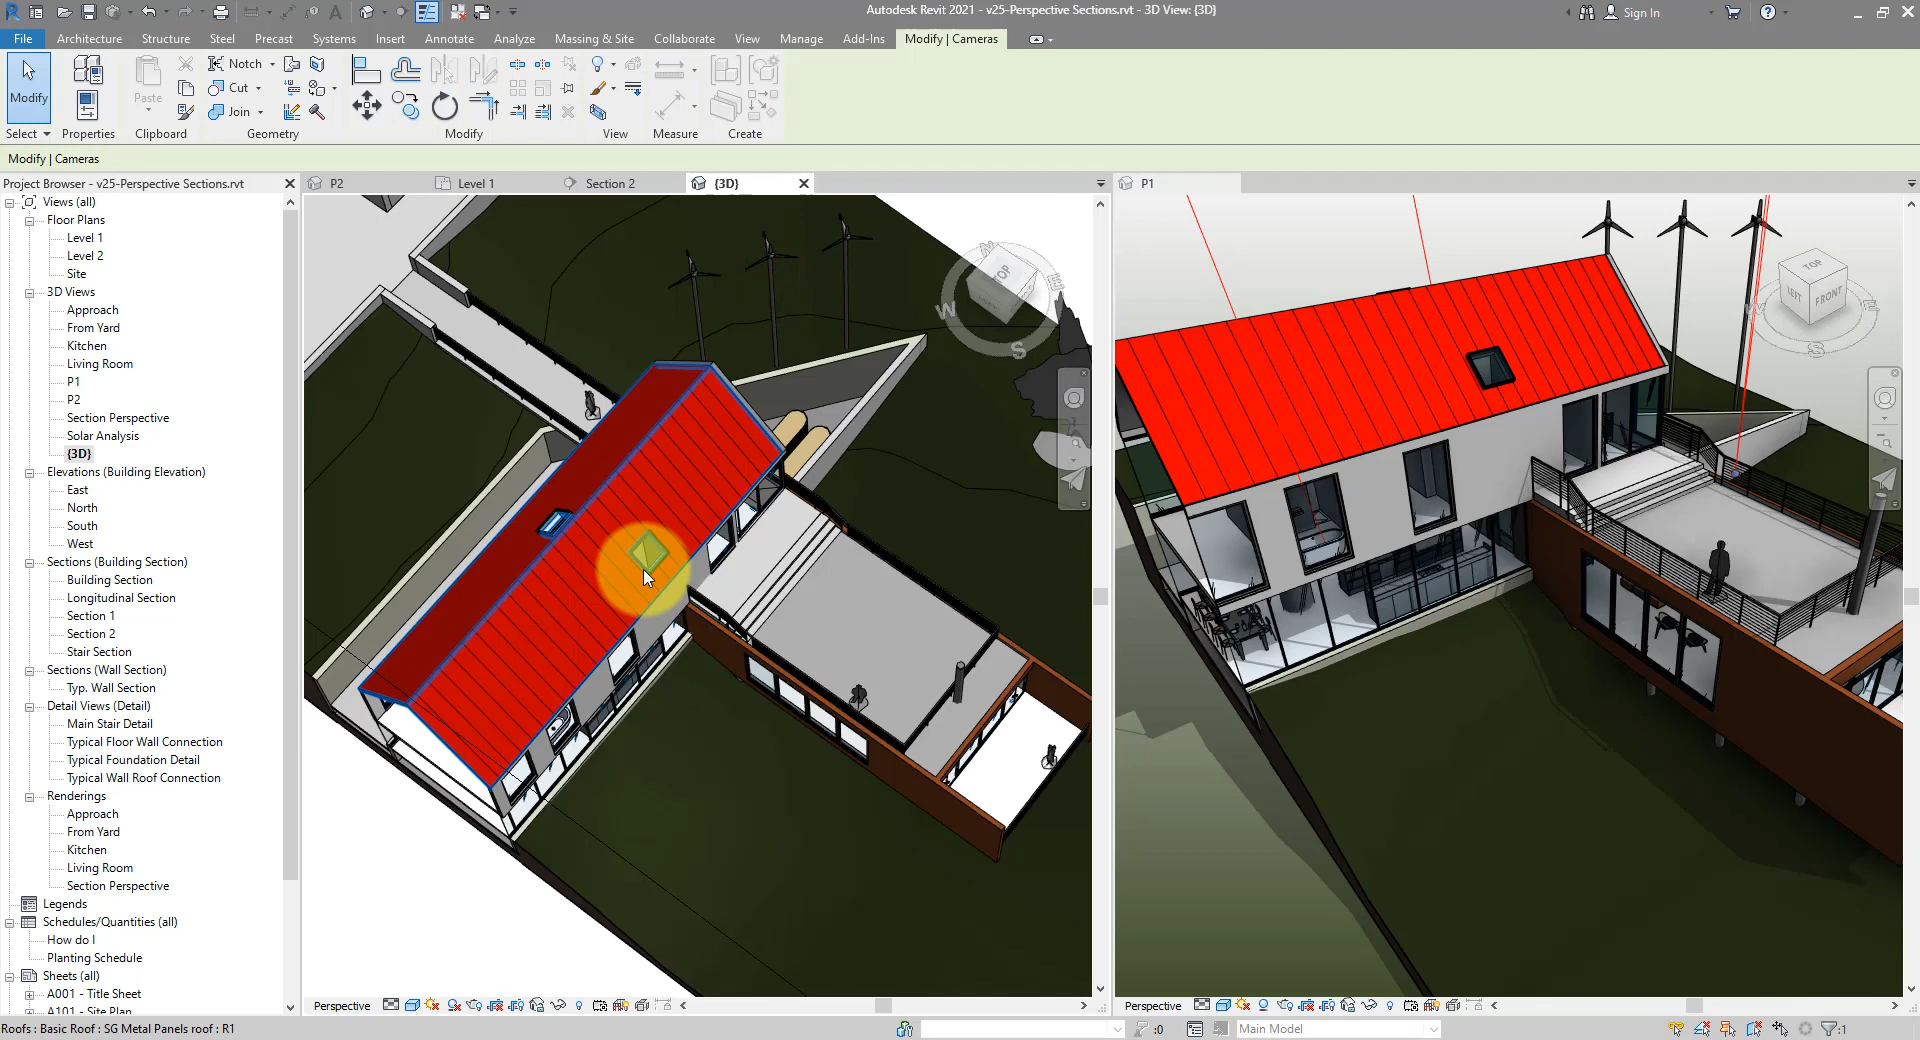 Autodesk Revit 2021 - v25-Perspective Sections.rvt - 3D View: {3D}
Sign In
File
Architecture
Structure
Steel
Precast
Systems
Insert
Annotate
Analyze
Massing & Site
Collaborate
View
Manage
Add-Ins
Modify | Cameras
Modify
Paste
Notch
Cut
Join
Select
Properties
Clipboard
Geometry
Modify
View
Measure
Create
Modify | Cameras
Project Browser - v25-Perspective Sections.rvt
P2
Level 1
Section 2
{3D}
P1
Views (all)
Floor Plans
Level 1
Level 2
Site
3D Views
Approach
From Yard
Kitchen
Living Room
P1
P2
Section Perspective
Solar Analysis
{3D}
Elevations (Building Elevation)
East
North
South
West
Sections (Building Section)
Building Section
Longitudinal Section
Section 1
Section 2
Stair Section
Sections (Wall Section)
Typ. Wall Section
Detail Views (Detail)
Main Stair Detail
Typical Floor Wall Connection
Typical Foundation Detail
Typical Wall Roof Connection
Renderings
Approach
From Yard
Kitchen
Living Room
Section Perspective
Legends
Schedules/Quantities (all)
How do I
Planting Schedule
Sheets (all)
A001 - Title Sheet
A101 - Site Plan
N
TOP
E
W
S
TOP
LEFT
FRONT
W
E
S
Perspective
Perspective
Roofs : Basic Roof : SG Metal Panels roof : R1
:0
Main Model
:1